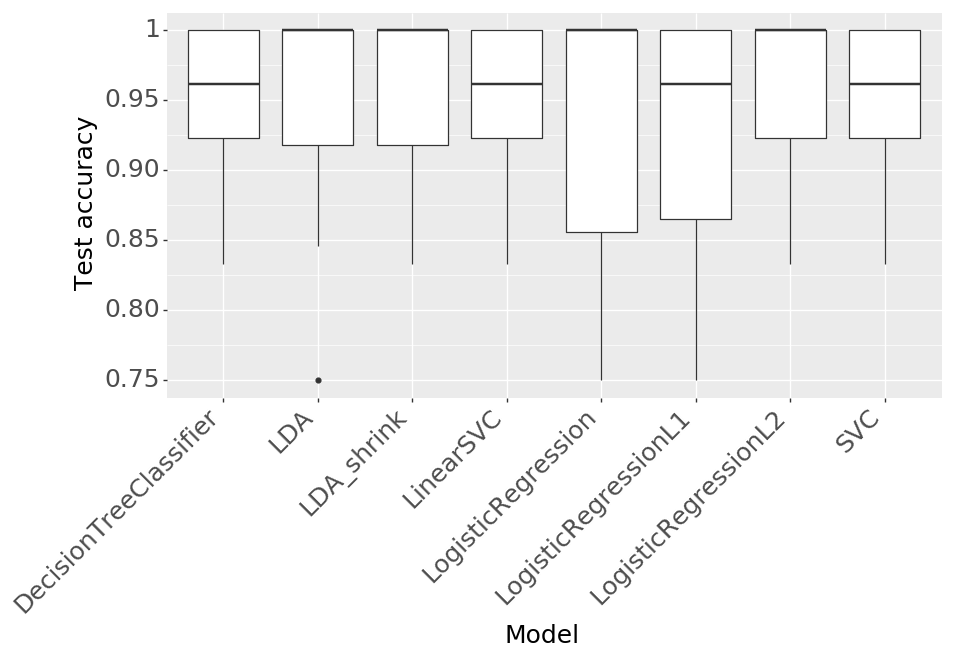 1
0.95
0.90
0.85
0.80
0.75
Test accuracy
DecisionTreeClassifier
LDA
LDA_shrink
LinearSVC
LogisticRegression
LogisticRegressionL1
LogisticRegressionL2
SVC
Model